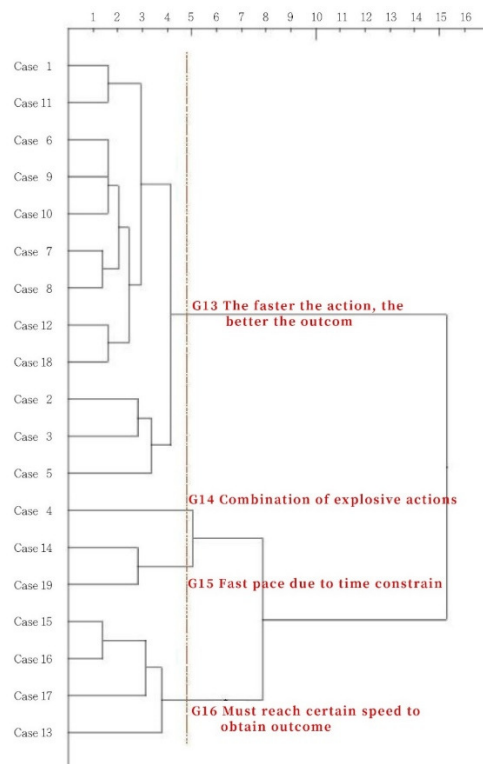 1 2 3 4 5 6 7 8 9 10 11 12 13 14 15 16
Case 1
Case 11
Case 6
Case 9
Case 10
Case 7
Case 8
G13 The faster the action, the
better the outcom
Case 12
Case 18
Case 2
Case 3
Case 5
G14 Combination of explosive actions
Case 4
Case 14
G15 Fast pace due to time constrain
Case 19
Case 15
Case 16
Case 17
G16 Must reach certain speed to
obtain outcome
Case 13